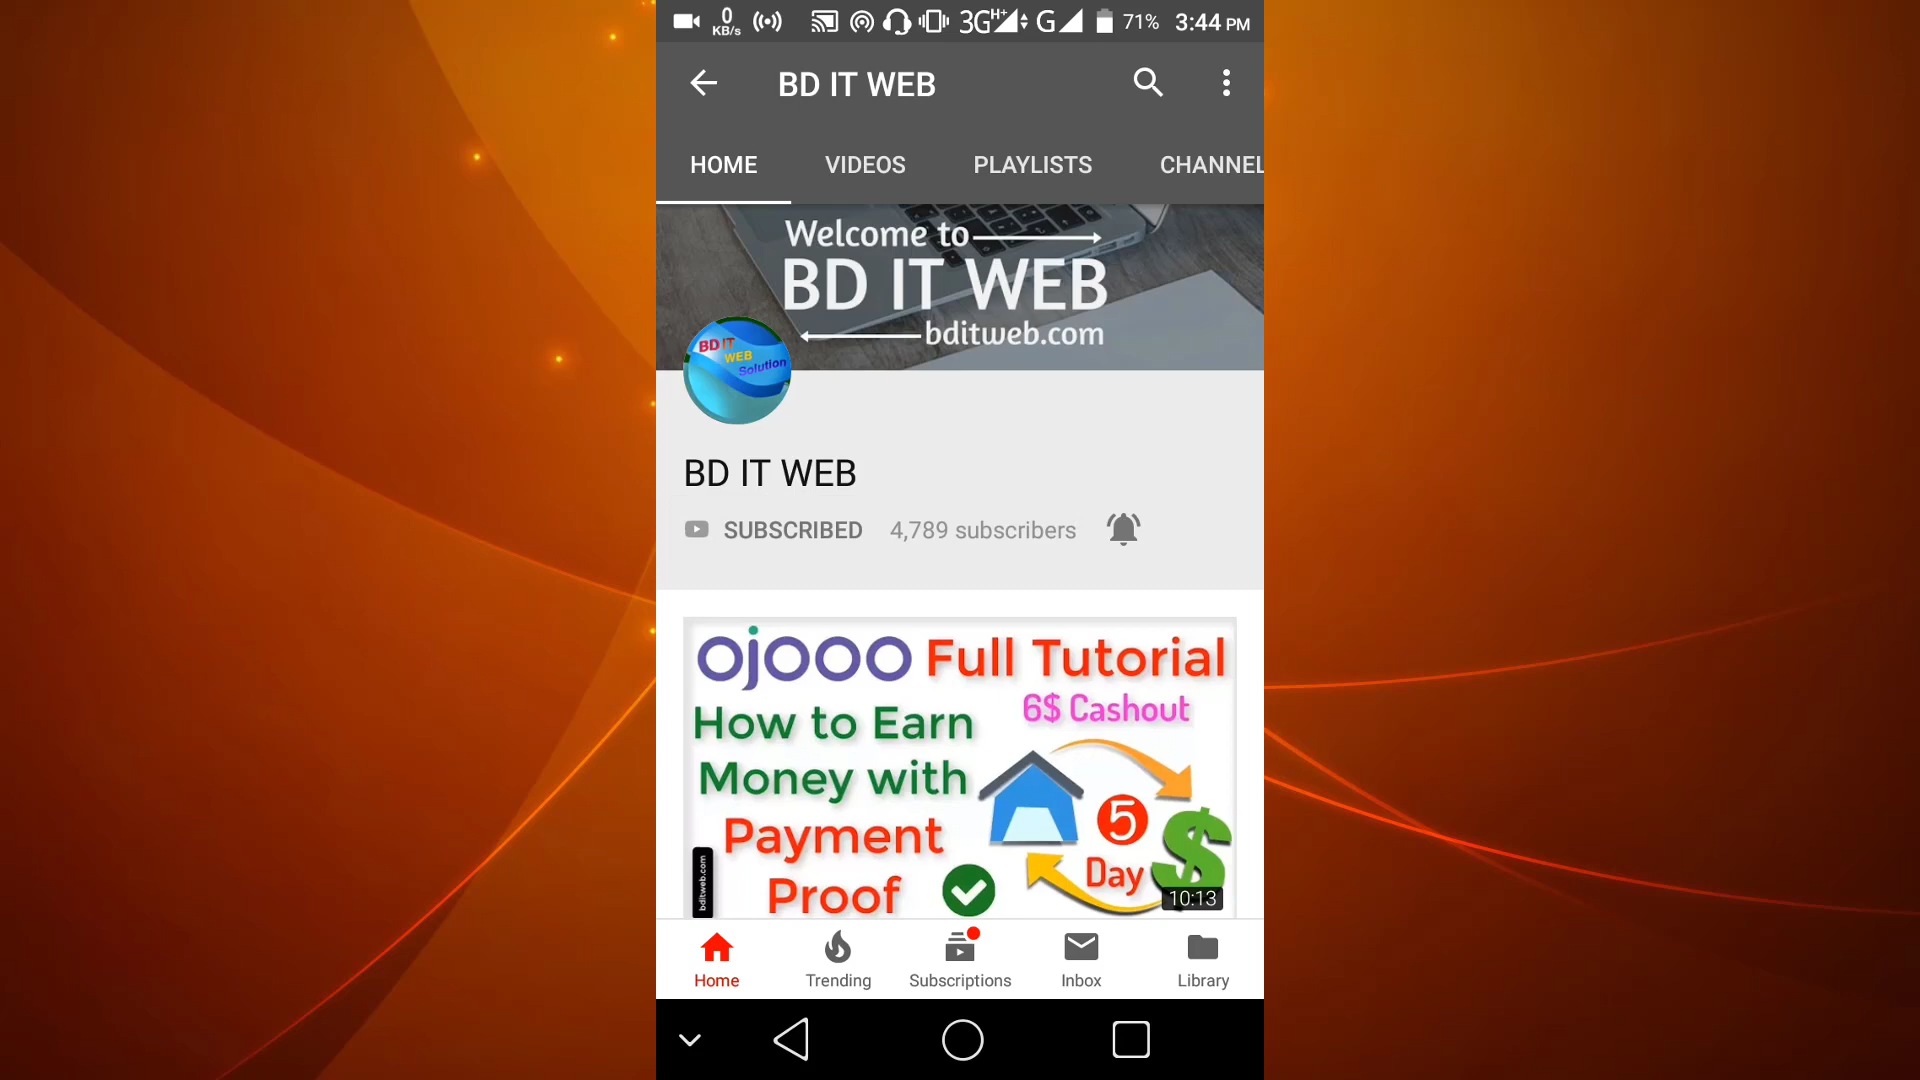 0
KB/s
3G H+ G 71% 3:44 PM
BD IT WEB
HOME VIDEOS PLAYLISTS CHANNEL
Welcome to
BD IT WEB
bditweb.com
BD IT
WEB
Solution
BD IT WEB
SUBSCRIBED 4,789 subscribers
ojooo Full Tutorial
6$ Cashout
How to Earn
Money with
Payment
Proof
5
Day
$
bditweb.com
10:13
Home Trending Subscriptions Inbox Library